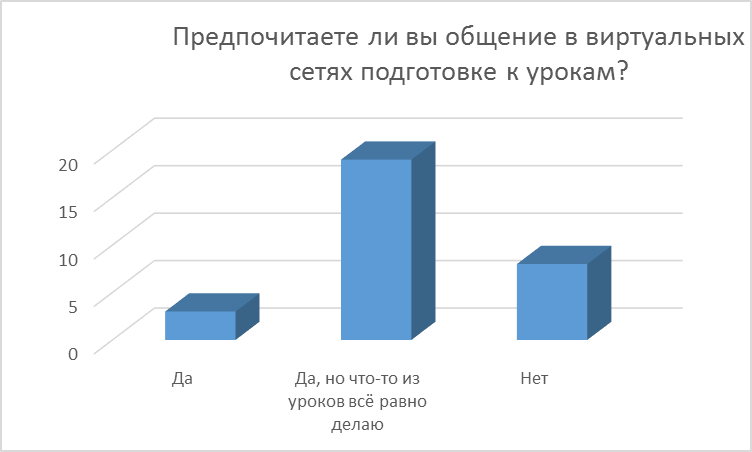 Предпочитаете ли вы общение в виртуальных
сетях подготовке к урокам?
20
15
10
5
0
Да
Да, но что-то из
уроков всё равно
делаю
Нет